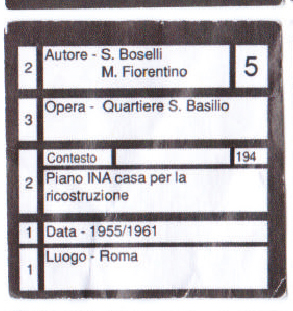 2 Autore - S. Boselli 5
M. Fiorentino
3 Opera - Quartiere S. Basilio
Contesto 194
2 Piano INA casa per la
ricostruzione
1 Data - 1955/1961
1 Luogo - Roma